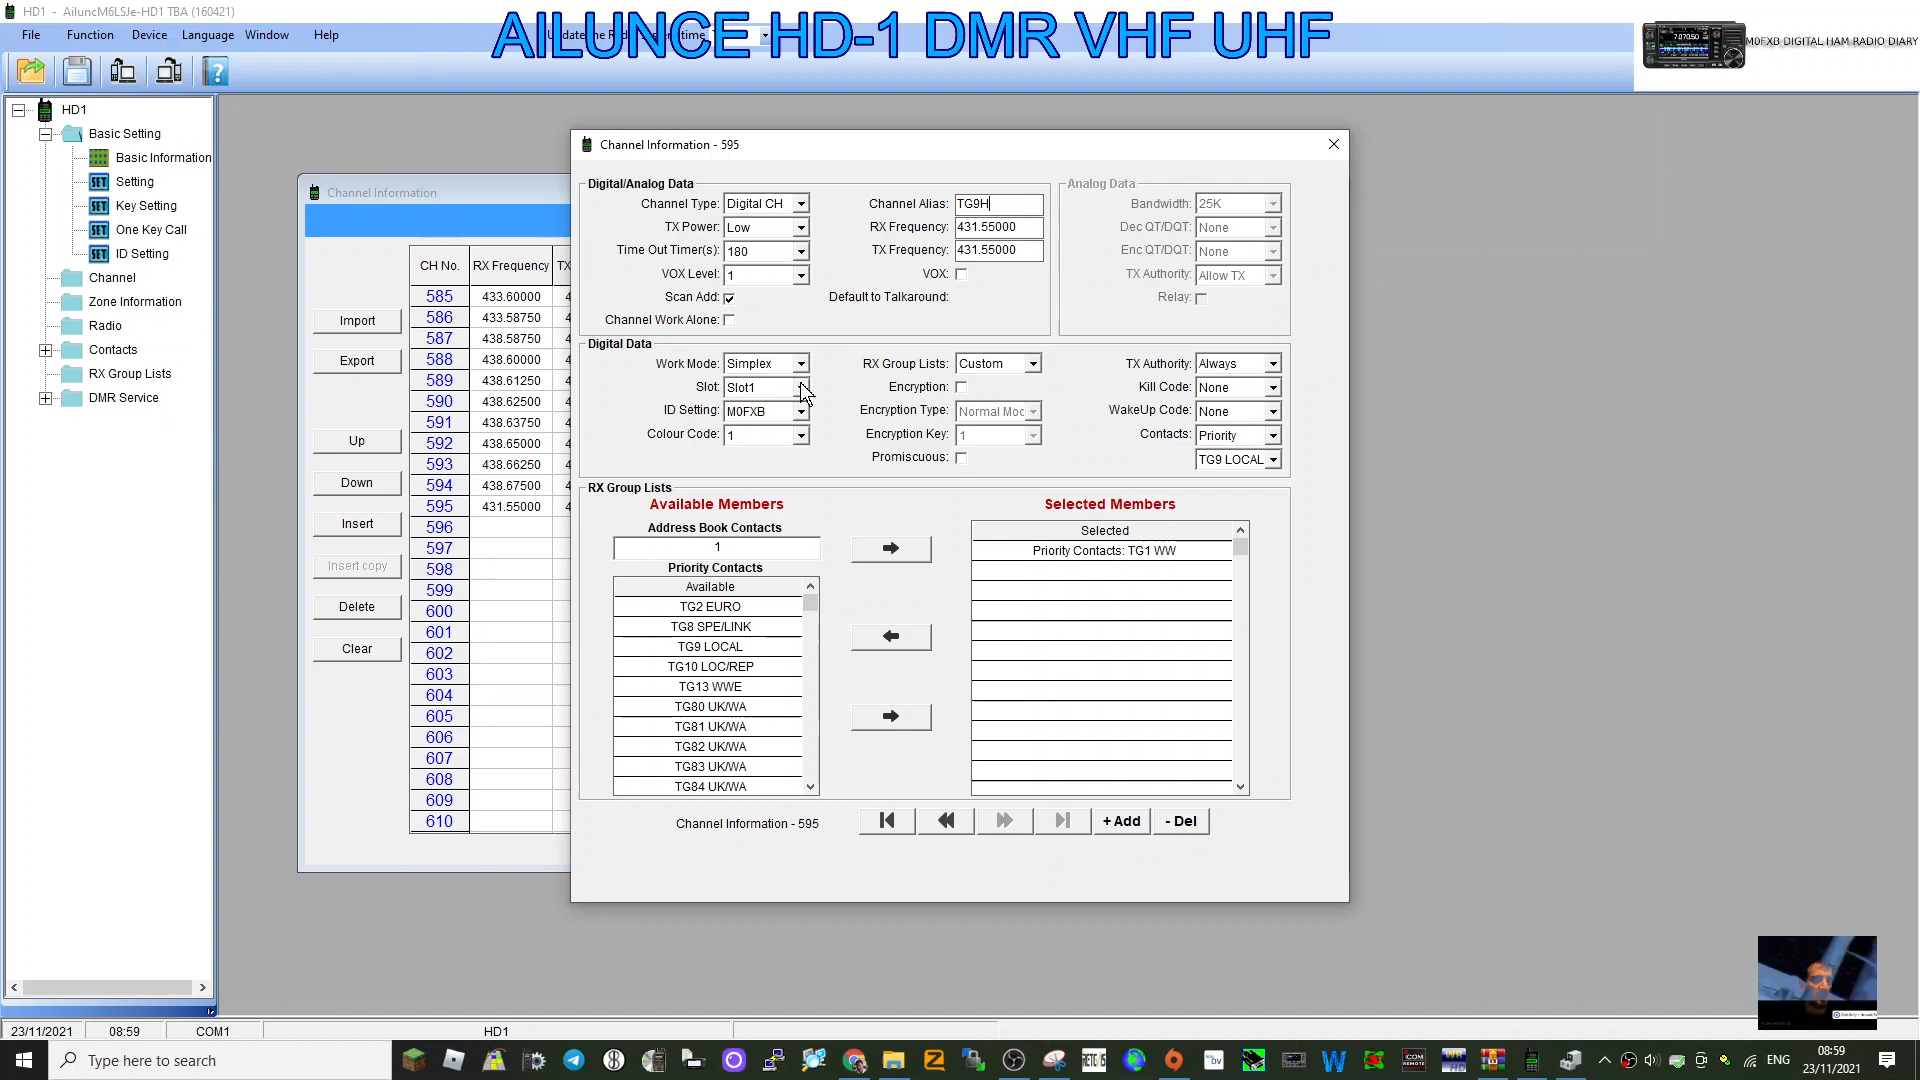 HD1 - AiluncM6LSJe-HD1 TBA (160421)
AILUNCE HD-1 DMR VHF UHF
M0FXB DIGITAL HAM RADIO DIARY
File Function Device Language Window Help
HD1
Basic Setting
Basic Information
Setting
Key Setting
One Key Call
ID Setting
Channel
Zone Information
Radio
Contacts
RX Group Lists
DMR Service
Channel Information
Import
Export
Up
Down
Insert
Insert copy
Delete
Clear
CH No. RX Frequency TX
585 433.60000 4
586 433.58750 4
587 438.58750 4
588 438.60000 4
589 438.61250 4
590 438.62500 4
591 438.63750 4
592 438.65000 4
593 438.66250 4
594 438.67500 4
595 431.55000 4
596
597
598
599
600
601
602
603
604
605
606
607
608
609
610
Channel Information - 595
Digital/Analog Data
Channel Type: Digital CH
TX Power: Low
Time Out Timer(s): 180
VOX Level: 1
Scan Add:
Channel Work Alone:
Channel Alias: TG9H
RX Frequency: 431.55000
TX Frequency: 431.55000
VOX:
Default to Talkaround:
Analog Data
Bandwidth: 25K
Dec QT/DQT: None
Enc QT/DQT: None
TX Authority: Allow TX
Relay:
Digital Data
Work Mode: Simplex
Slot: Slot1
ID Setting: M0FXB
Colour Code: 1
RX Group Lists: Custom
Encryption:
Encryption Type: Normal Moc
Encryption Key: 1
Promiscuous:
TX Authority: Always
Kill Code: None
WakeUp Code: None
Contacts: Priority
TG9 LOCAL
RX Group Lists
Available Members
Address Book Contacts
1
Priority Contacts
Available
TG2 EURO
TG8 SPE/LINK
TG9 LOCAL
TG10 LOC/REP
TG13 WWE
TG80 UK/WA
TG81 UK/WA
TG82 UK/WA
TG83 UK/WA
TG84 UK/WA
Selected Members
Selected
Priority Contacts: TG1 WW
Channel Information - 595
+ Add
- Del
23/11/2021 08:59 COM1 HD1
Type here to search
ENG
08:59
23/11/2021